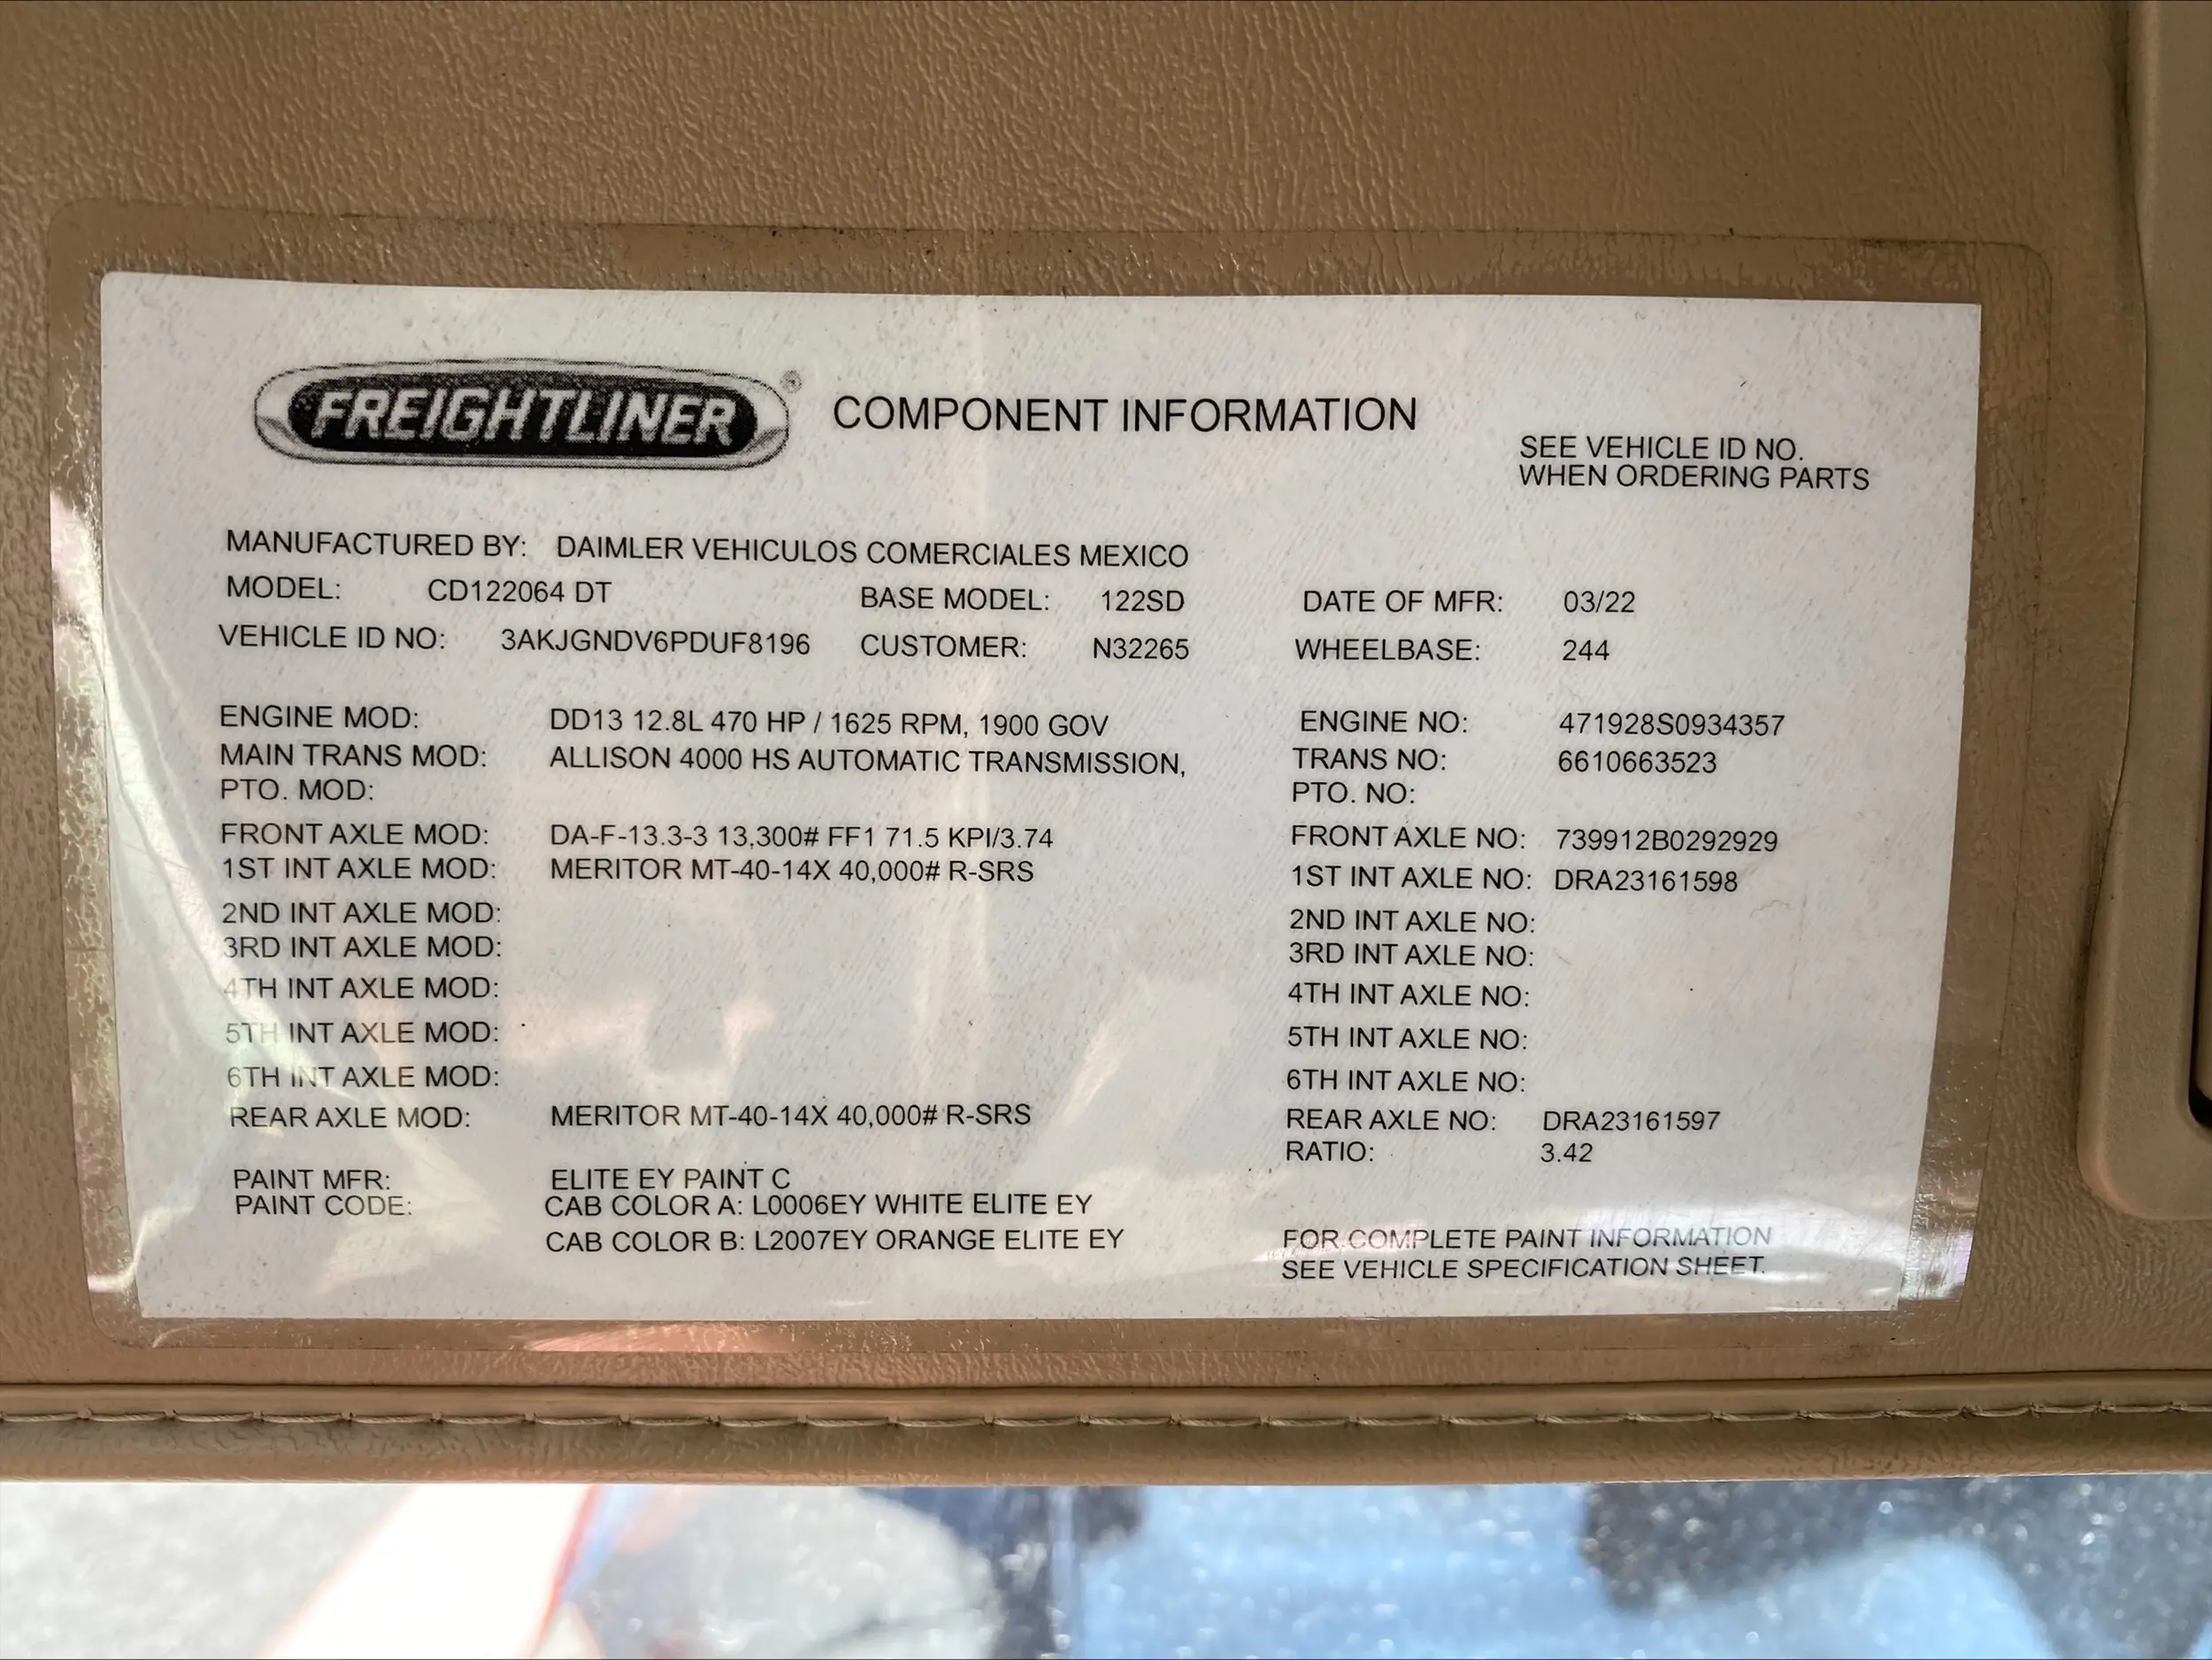 FREIGHTLINER ® COMPONENT INFORMATION
SEE VEHICLE ID NO.
WHEN ORDERING PARTS
MANUFACTURED BY: DAIMLER VEHICULOS COMERCIALES MEXICO
MODEL: CD122064 DT BASE MODEL: 122SD DATE OF MFR: 03/22
VEHICLE ID NO: 3AKJGNDV6PDUF8196 CUSTOMER: N32265 WHEELBASE: 244
ENGINE MOD: DD13 12.8L 470 HP / 1625 RPM, 1900 GOV ENGINE NO: 471928S0934357
MAIN TRANS MOD: ALLISON 4000 HS AUTOMATIC TRANSMISSION, TRANS NO: 6610663523
PTO. MOD: PTO. NO:
FRONT AXLE MOD: DA-F-13.3-3 13,300# FF1 71.5 KPI/3.74 FRONT AXLE NO: 739912B0292929
1ST INT AXLE MOD: MERITOR MT-40-14X 40,000# R-SRS 1ST INT AXLE NO: DRA23161598
2ND INT AXLE MOD: 2ND INT AXLE NO:
3RD INT AXLE MOD: 3RD INT AXLE NO:
4TH INT AXLE MOD: 4TH INT AXLE NO:
5TH INT AXLE MOD: 5TH INT AXLE NO:
6TH INT AXLE MOD: 6TH INT AXLE NO:
REAR AXLE MOD: MERITOR MT-40-14X 40,000# R-SRS REAR AXLE NO: DRA23161597
RATIO: 3.42
PAINT MFR: ELITE EY PAINT C
PAINT CODE: CAB COLOR A: L0006EY WHITE ELITE EY
CAB COLOR B: L2007EY ORANGE ELITE EY
FOR COMPLETE PAINT INFORMATION
SEE VEHICLE SPECIFICATION SHEET.